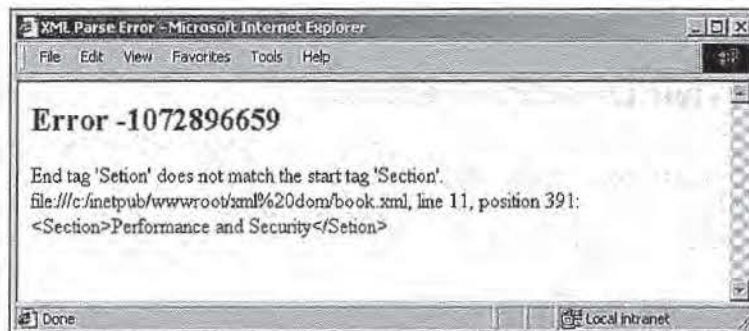 XML Parse Error - Microsoft Internet Explorer
File Edit View Favorites Tools Help
Error -1072896659
End tag 'Setion' does not match the start tag 'Section'.
file:///c:/inetpub/wwwroot/xml%20dom/book.xml, line 11, position 391:
<Section>Performance and Security</Setion>
Done Local intranet